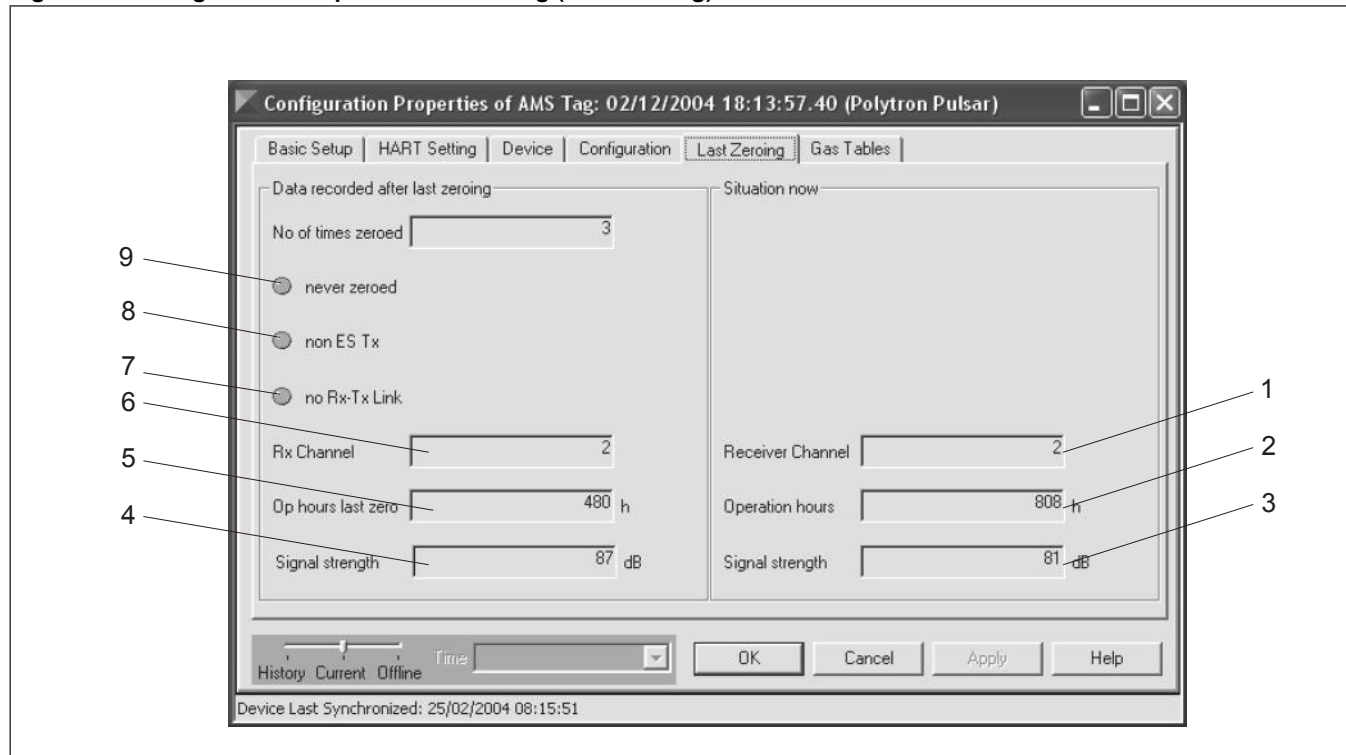 Configuration Properties of AMS Tag: 02/12/2004 18:13:57.40 (Polytron Pulsar)
Basic Setup HART Setting Device Configuration Last Zeroing Gas Tables
Data recorded after last zeroing
Situation now
No of times zeroed 3
9
never zeroed
8
non ES Tx
7
no Rx-Tx Link
6
Rx Channel 2
Receiver Channel 2
1
5
Op hours last zero 480 h
Operation hours 808 h
2
4
Signal strength 87 dB
Signal strength 81 dB
3
History Current Offline
Time
OK Cancel Apply Help
Device Last Synchronized: 25/02/2004 08:15:51